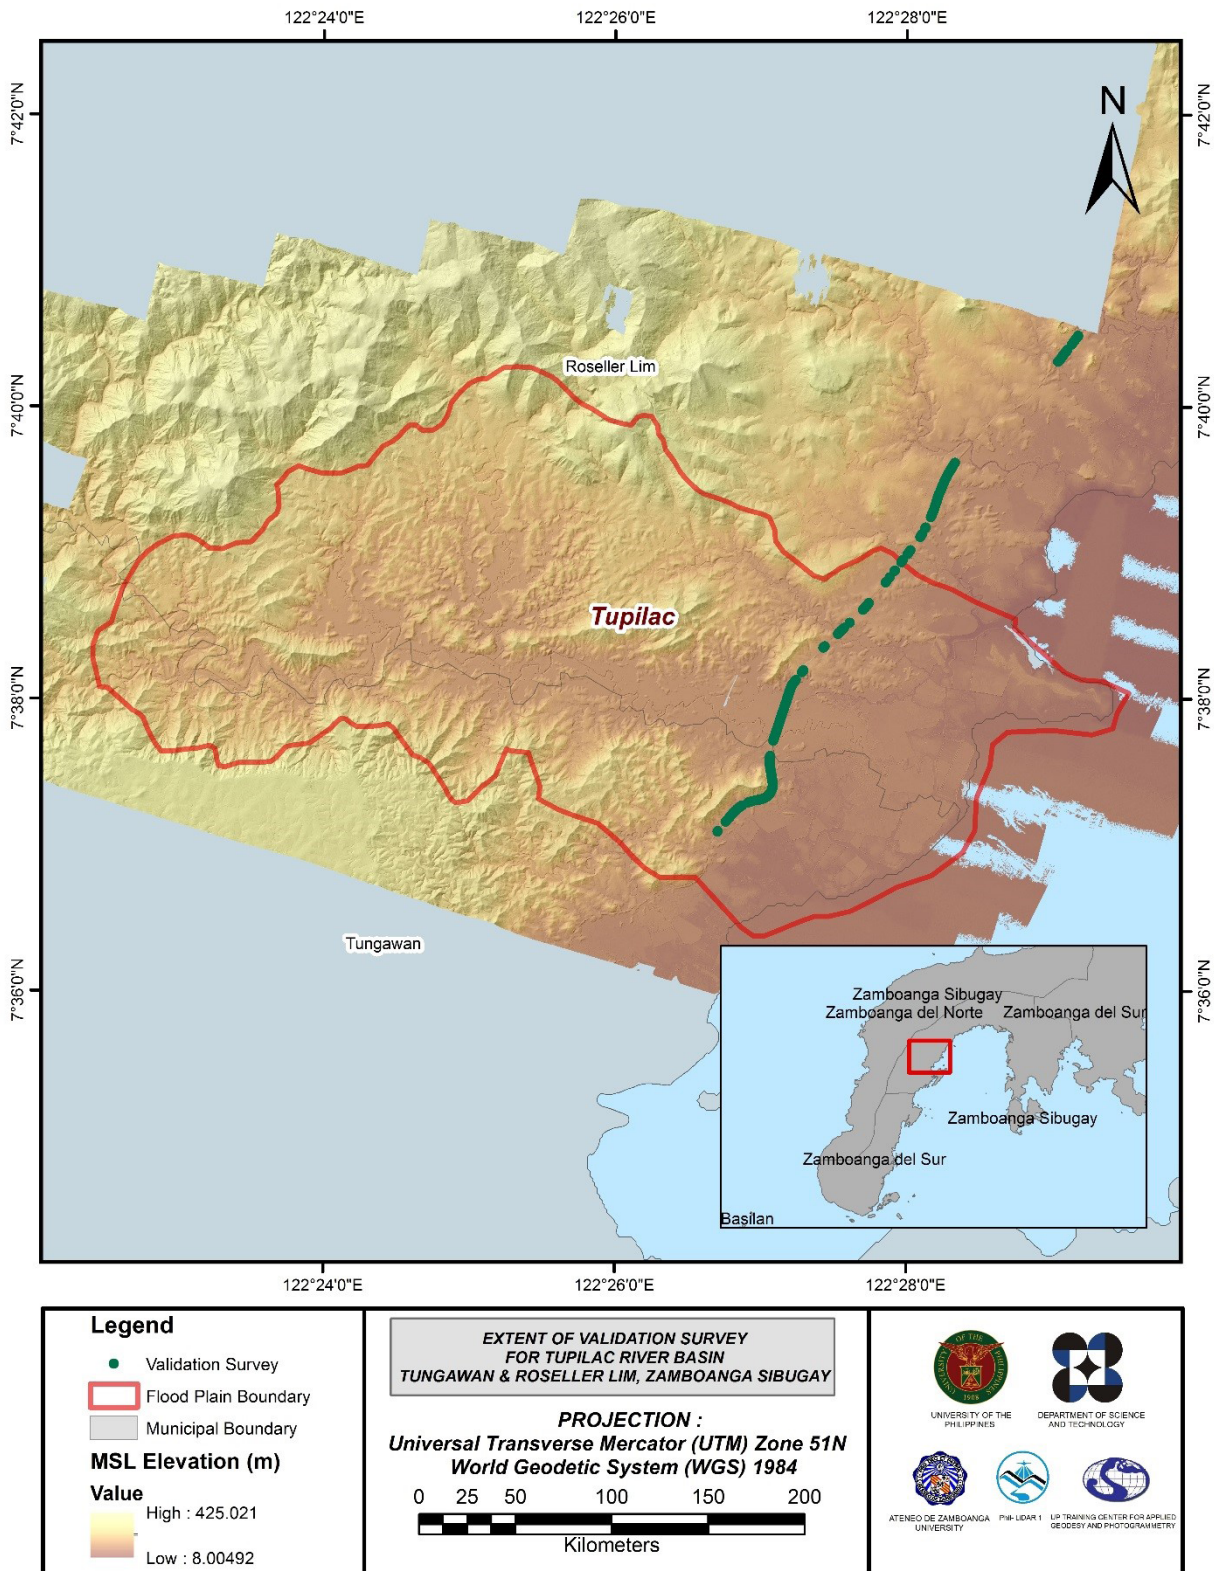 122°24'0"E
122°26'0"E
122°28'0"E
7°42'0"N
7°42'0"N
N
Roseller Lim
7°40'0"N
7°40'0"N
Tupilac
7°38'0"N
7°38'0"N
Tungawan
7°36'0"N
7°36'0"N
Zamboanga Sibugay
Zamboanga del Norte
Zamboanga del Sur
Zamboanga Sibugay
Zamboanga del Sur
Basilan
122°24'0"E
122°26'0"E
122°28'0"E
Legend
Validation Survey
Flood Plain Boundary
Municipal Boundary
MSL Elevation (m)
Value
High : 425.021
Low : 8.00492
EXTENT OF VALIDATION SURVEY
FOR TUPILAC RIVER BASIN
TUNGAWAN & ROSELLER LIM, ZAMBOANGA SIBUGAY
PROJECTION :
Universal Transverse Mercator (UTM) Zone 51N
World Geodetic System (WGS) 1984
0 25 50 100 150 200
Kilometers
UNIVERSITY OF THE PHILIPPINES
1908
UNIVERSITY OF THE
PHILIPPINES
DEPARTMENT OF SCIENCE
AND TECHNOLOGY
ATENEO DE ZAMBOANGA
UNIVERSITY
Phil- LIDAR 1
UP TRAINING CENTER FOR APPLIED
GEODESY AND PHOTOGRAMMETRY